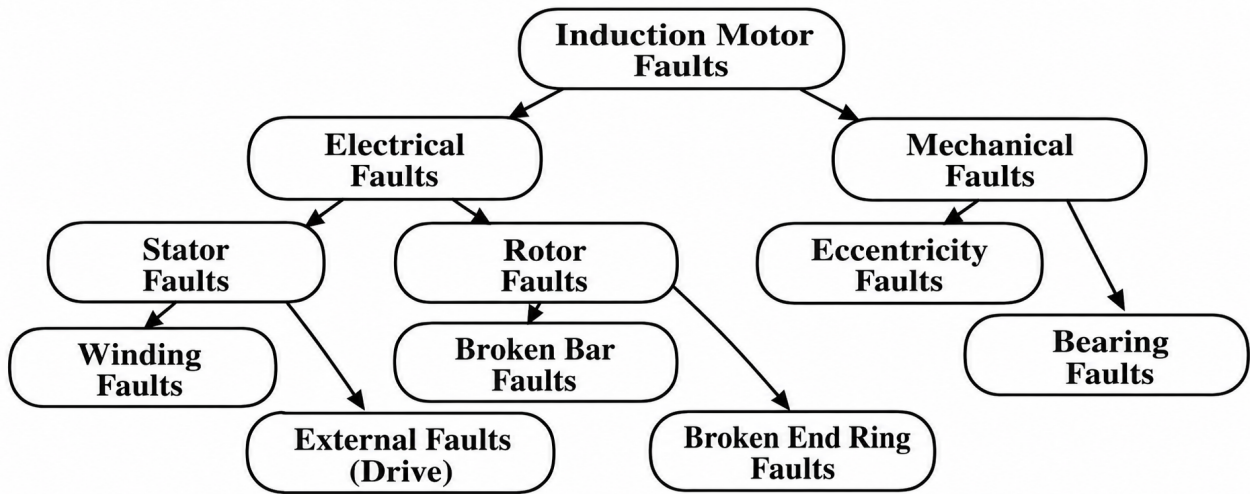 Induction Motor
Faults
Electrical
Faults
Mechanical
Faults
Stator
Faults
Rotor
Faults
Eccentricity
Faults
Winding
Faults
Broken Bar
Faults
Bearing
Faults
External Faults
(Drive)
Broken End Ring
Faults